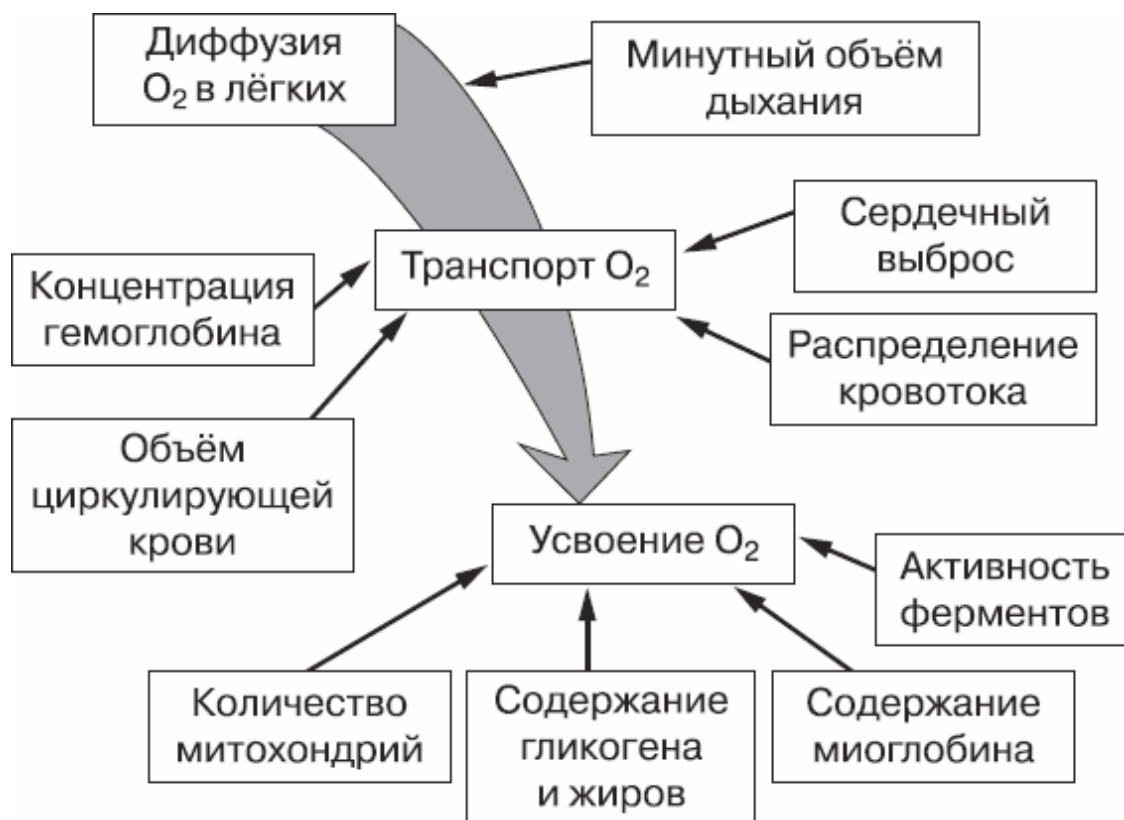 Диффузия
O₂ в лёгких
Минутный объём
дыхания
Сердечный
выброс
Транспорт O₂
Концентрация
гемоглобина
Распределение
кровотока
Объём
циркулирующей
крови
Усвоение O₂
Активность
ферментов
Количество
митохондрий
Содержание
гликогена
и жиров
Содержание
миоглобина